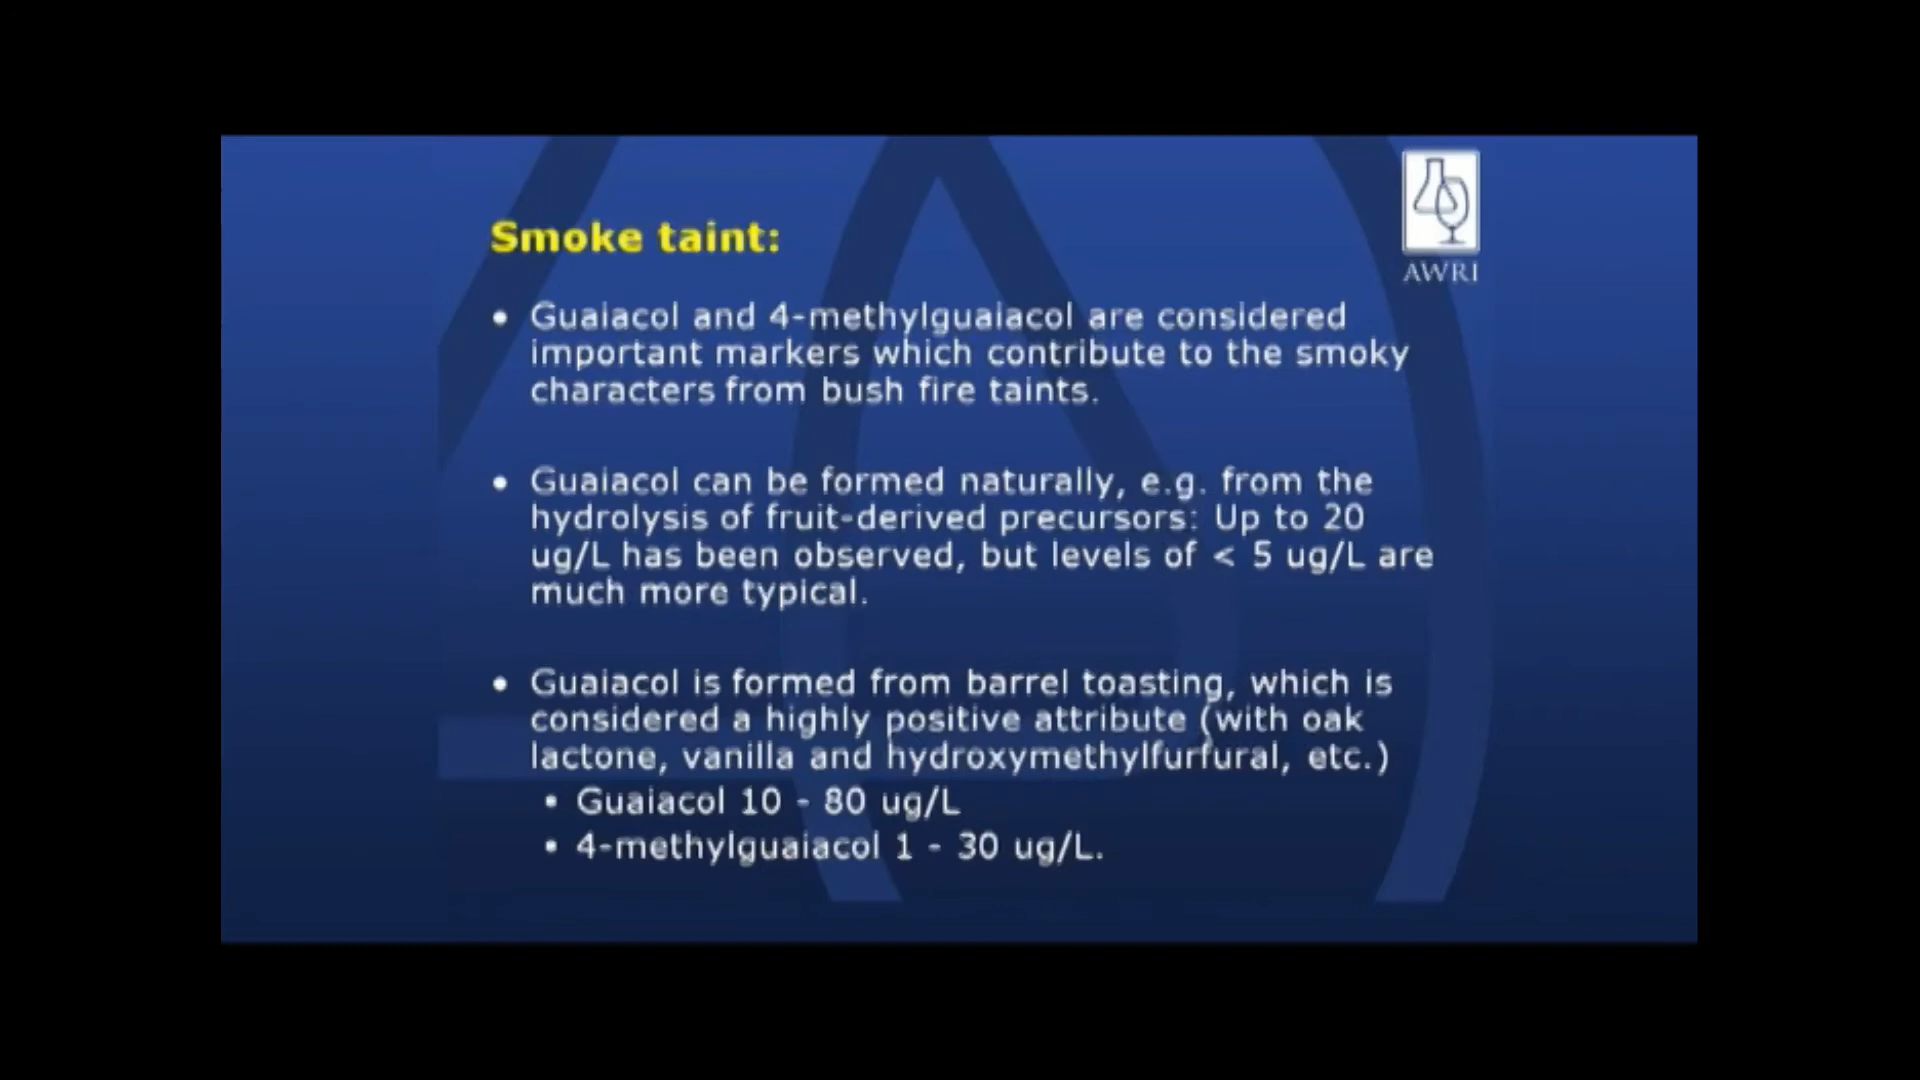 AWRI
Smoke taint:
• Guaiacol and 4-methylguaiacol are considered
important markers which contribute to the smoky
characters from bush fire taints.
• Guaiacol can be formed naturally, e.g. from the
hydrolysis of fruit-derived precursors: Up to 20
ug/L has been observed, but levels of < 5 ug/L are
much more typical.
• Guaiacol is formed from barrel toasting, which is
considered a highly positive attribute (with oak
lactone, vanilla and hydroxymethylfurfural, etc.)
• Guaiacol 10 - 80 ug/L
• 4-methylguaiacol 1 - 30 ug/L.